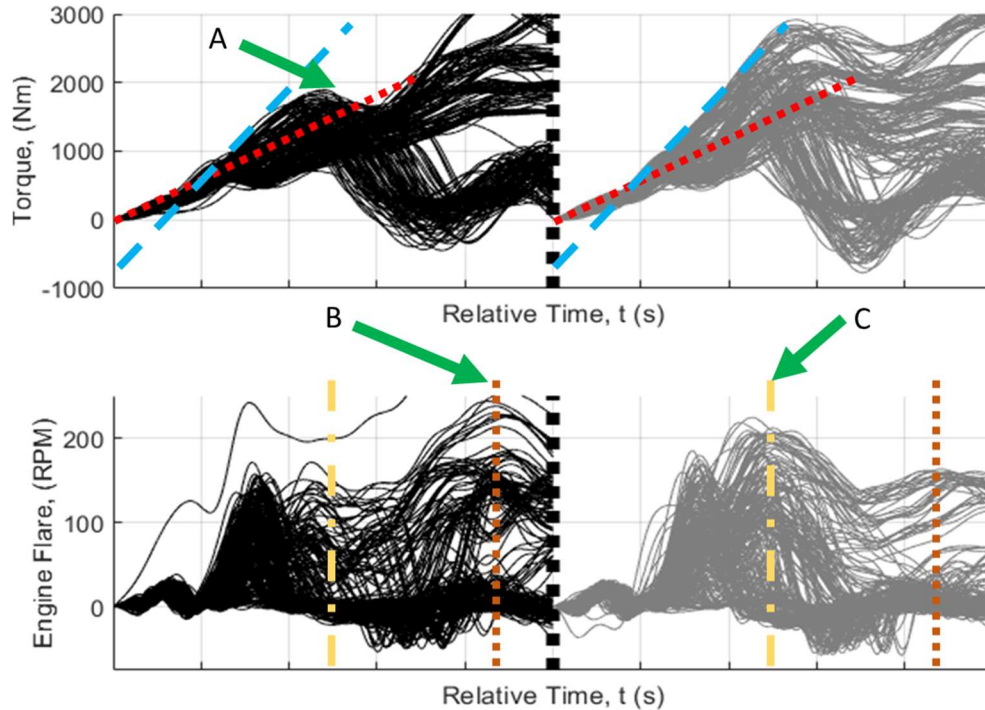 A
Torque, (Nm)
3000
2000
1000
0
-1000
Relative Time, t (s)
B
C
Engine Flare, (RPM)
200
100
0
Relative Time, t (s)